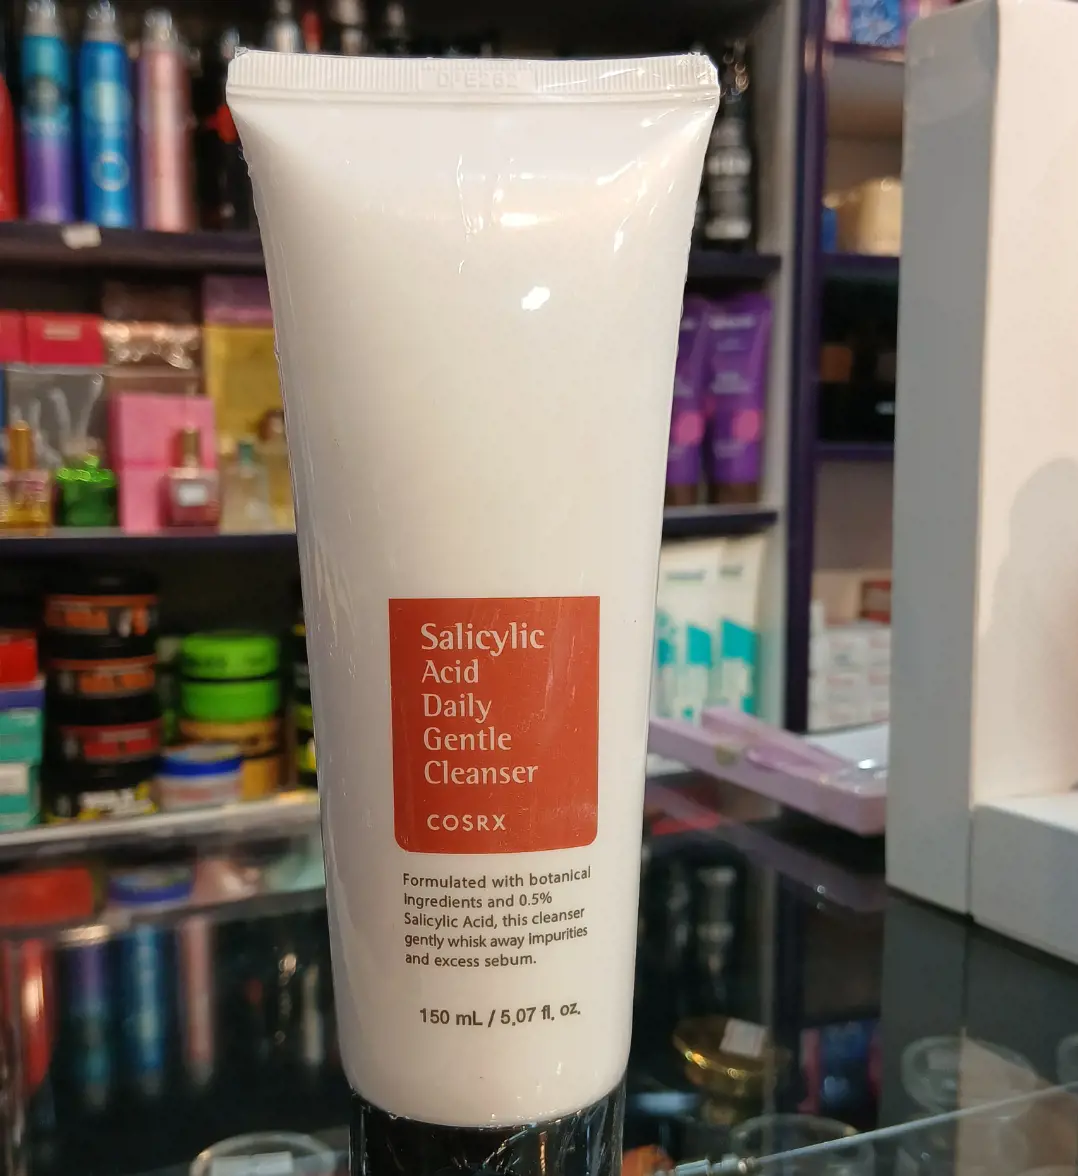 Salicylic
Acid
Daily
Gentle
Cleanser
COSRX
Formulated with botanical
ingredients and 0.5%
Salicylic Acid, this cleanser
gently whisk away impurities
and excess sebum.
150 mL / 5.07 fl. oz.